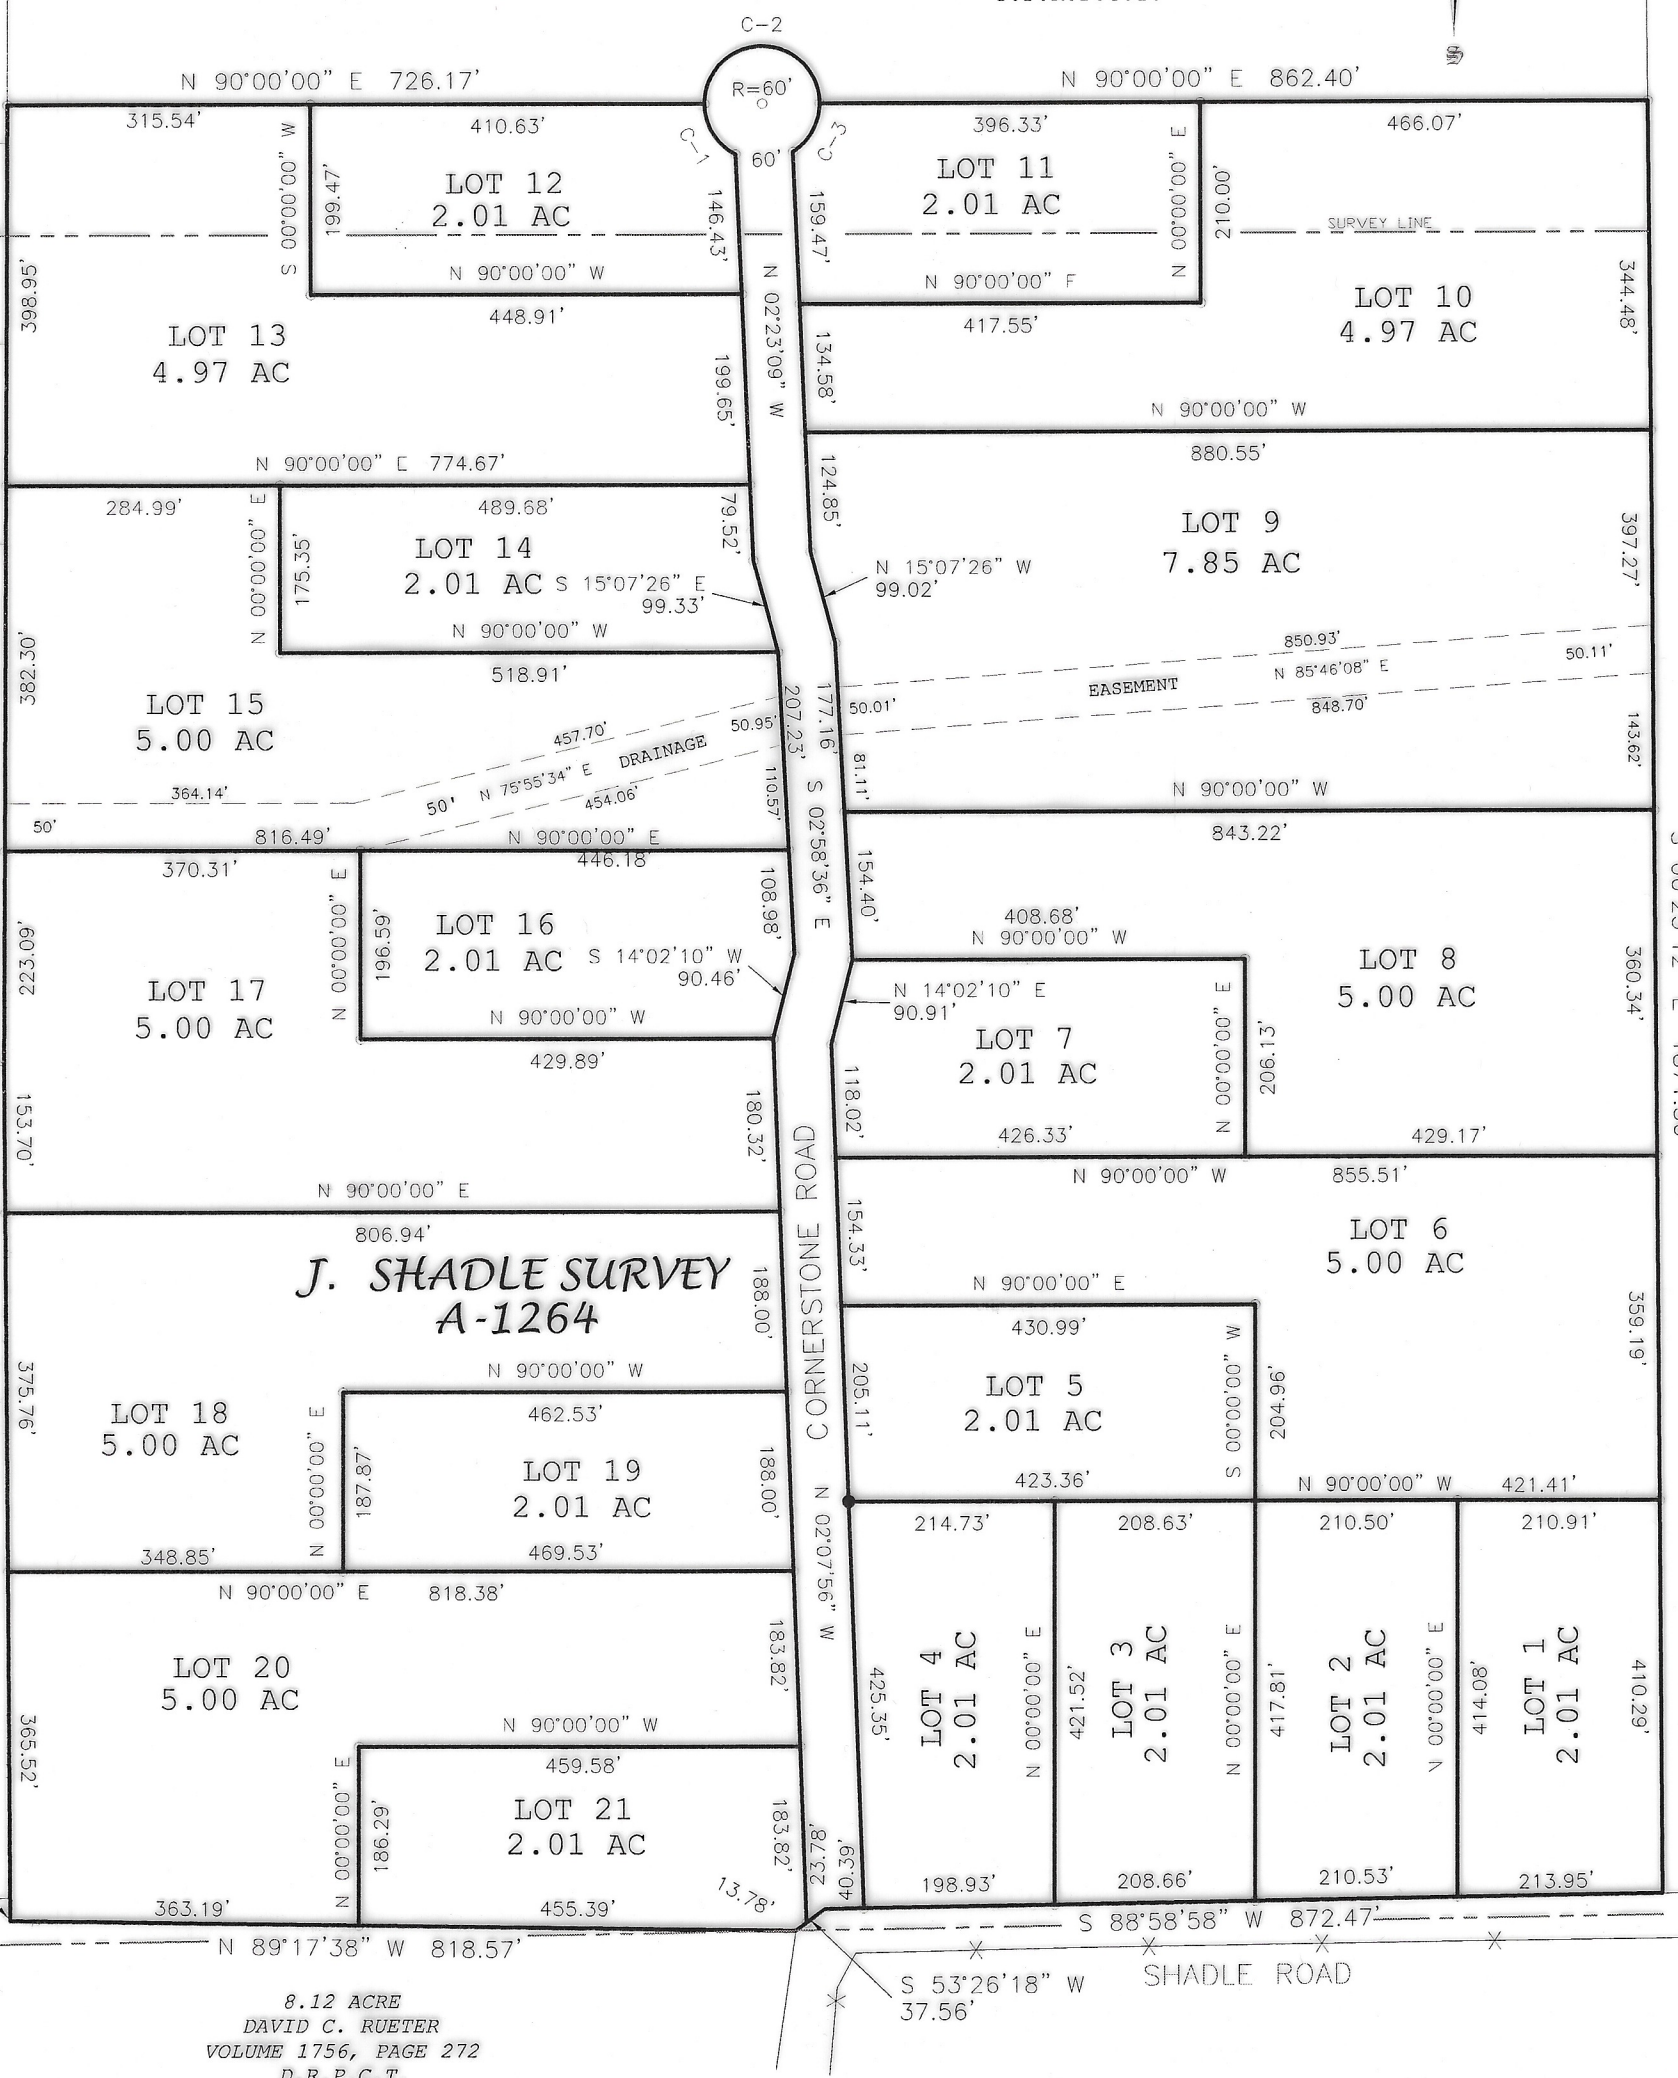 C-2
N 90°00'00" E 726.17'
R=60'
N 90°00'00" E 862.40'
315.54'
410.63'
C-1
60'
C-3
396.33'
466.07'
S 00°00'00" W
199.47'
LOT 12
2.01 AC
146.43'
159.47'
LOT 11
2.01 AC
N 00°00'00" E
210.00'
SURVEY LINE
398.95'
N 90°00'00" W
448.91'
N 02°23'09" W
N 90°00'00" F
417.55'
LOT 10
4.97 AC
344.48'
LOT 13
4.97 AC
199.65'
134.58'
N 90°00'00" W
880.55'
N 90°00'00" E 774.67'
284.99'
489.68'
79.52'
124.85'
N 00°00'00" E
175.35'
LOT 14
2.01 AC
S 15°07'26" E
99.33'
N 15°07'26" W
99.02'
LOT 9
7.85 AC
397.27'
N 90°00'00" W
518.91'
382.30'
LOT 15
5.00 AC
850.93'
N 85°46'08" E
50.11'
EASEMENT
848.70'
50.01'
177.16'
207.23'
50.95'
457.70'
DRAINAGE
N 75°55'34" E
50'
454.06'
364.14'
50'
110.57'
81.11'
143.62'
S 02°58'36" E
N 90°00'00" W
843.22'
816.49'
N 90°00'00" E
370.31'
446.18'
N 00°00'00" E
196.59'
108.98'
154.40'
LOT 16
2.01 AC
S 14°02'10" W
90.46'
408.68'
N 90°00'00" W
LOT 8
5.00 AC
360.34'
223.09'
LOT 17
5.00 AC
N 90°00'00" W
429.89'
N 14°02'10" E
90.91'
LOT 7
2.01 AC
N 00°00'00" E
206.13'
153.70'
180.32'
118.02'
426.33'
429.17'
N 90°00'00" W 855.51'
N 90°00'00" E
806.94'
CORNERSTONE ROAD
154.33'
LOT 6
5.00 AC
J. SHADLE SURVEY
A-1264
188.00'
N 90°00'00" E
430.99'
359.19'
375.76'
N 90°00'00" W
462.53'
LOT 18
5.00 AC
N 00°00'00" E
187.87'
LOT 19
2.01 AC
188.00'
205.11'
LOT 5
2.01 AC
S 00°00'00" W
204.96'
423.36'
N 90°00'00" W 421.41'
348.85'
469.53'
N 02°07'56" W
214.73'
208.63'
210.50'
210.91'
N 90°00'00" E 818.38'
LOT 20
5.00 AC
183.82'
425.35'
LOT 4
2.01 AC
N 00°00'00" E
421.52'
LOT 3
2.01 AC
N 00°00'00" E
417.81'
LOT 2
2.01 AC
N 00°00'00" E
414.08'
LOT 1
2.01 AC
410.29'
365.52'
N 90°00'00" W
459.58'
N 00°00'00" E
186.29'
LOT 21
2.01 AC
183.82'
23.78'
40.39'
363.19'
455.39'
13.78'
198.93'
208.66'
210.53'
213.95'
N 89°17'38" W 818.57'
S 88°58'58" W 872.47'
S 53°26'18" W
37.56'
SHADLE ROAD
8.12 ACRE
DAVID C. RUETER
VOLUME 1756, PAGE 272
D.R.P.C.T.